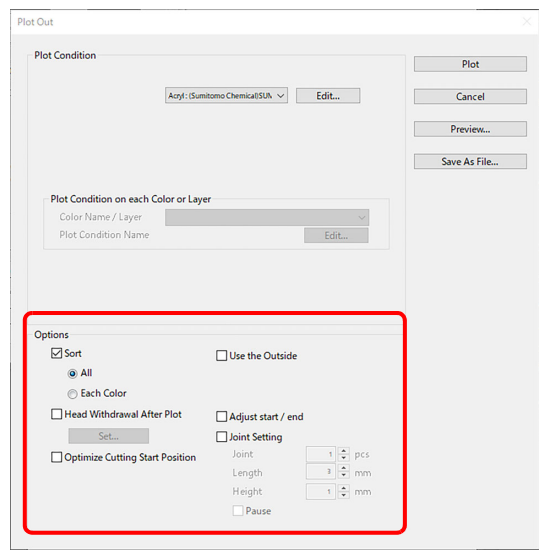 Plot Out
Plot Condition
Plot
Acryl : (Sumitomo Chemical)SUM
Edit...
Cancel
Preview...
Save As File...
Plot Condition on each Color or Layer
Color Name / Layer
Plot Condition Name
Edit...
Options
Sort
Use the Outside
All
Each Color
Head Withdrawal After Plot
Adjust start / end
Set...
Joint Setting
Optimize Cutting Start Position
Joint 1 pcs
Length 3 mm
Height 1 mm
Pause